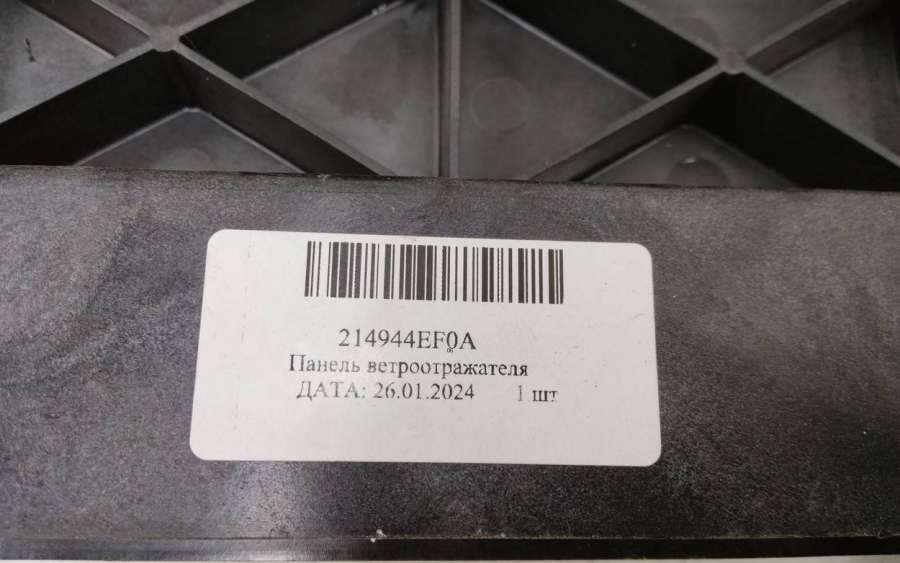 214944EF0A
Панель ветроотражателя
ДАТА: 26.01.2024 1 шт